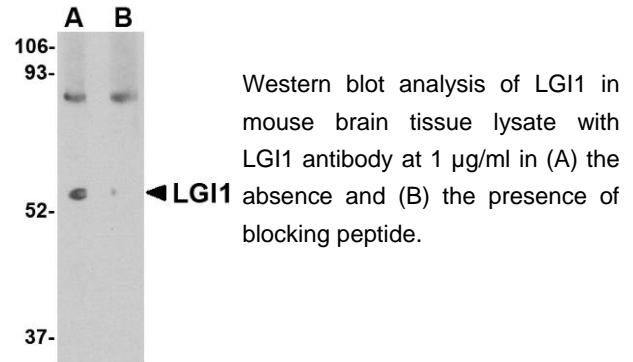 A B
106-
93-
52-
37-
◄LGI1
Western blot analysis of LGI1 in
mouse brain tissue lysate with
LGI1 antibody at 1 µg/ml in (A) the
absence and (B) the presence of
blocking peptide.